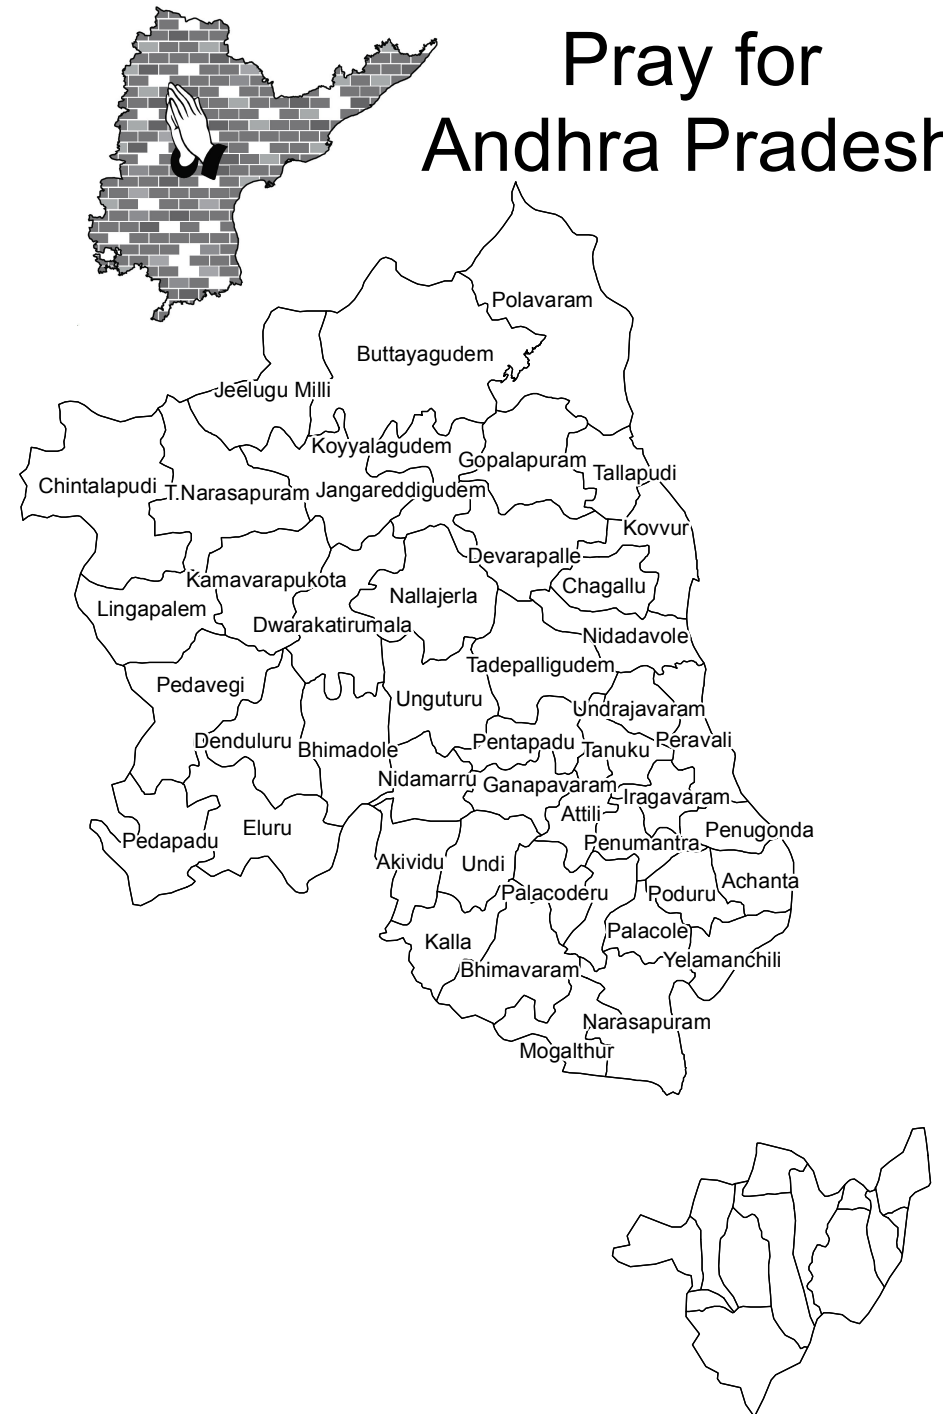 Pray for
Andhra Pradesh
Polavaram
Buttayagudem
Jeelugu Milli
Koyyalagudem
Gopalapuram
Tallapudi
Chintalapudi
T.Narasapuram
Jangareddigudem
Kovvur
Devarapalle
Kamavarapukota
Chagallu
Nallajerla
Lingapalem
Dwarakatirumala
Nidadavole
Tadepalligudem
Pedavegi
Unguturu
Undrajavaram
Denduluru
Bhimadole
Pentapadu
Tanuku
Peravali
Nidamarru
Ganapavaram
Iragavaram
Attili
Eluru
Pedapadu
Penumantra
Penugonda
Akividu
Undi
Achanta
Palacoderu
Poduru
Palacole
Kalla
Yelamanchili
Bhimavaram
Narasapuram
Mogalthur